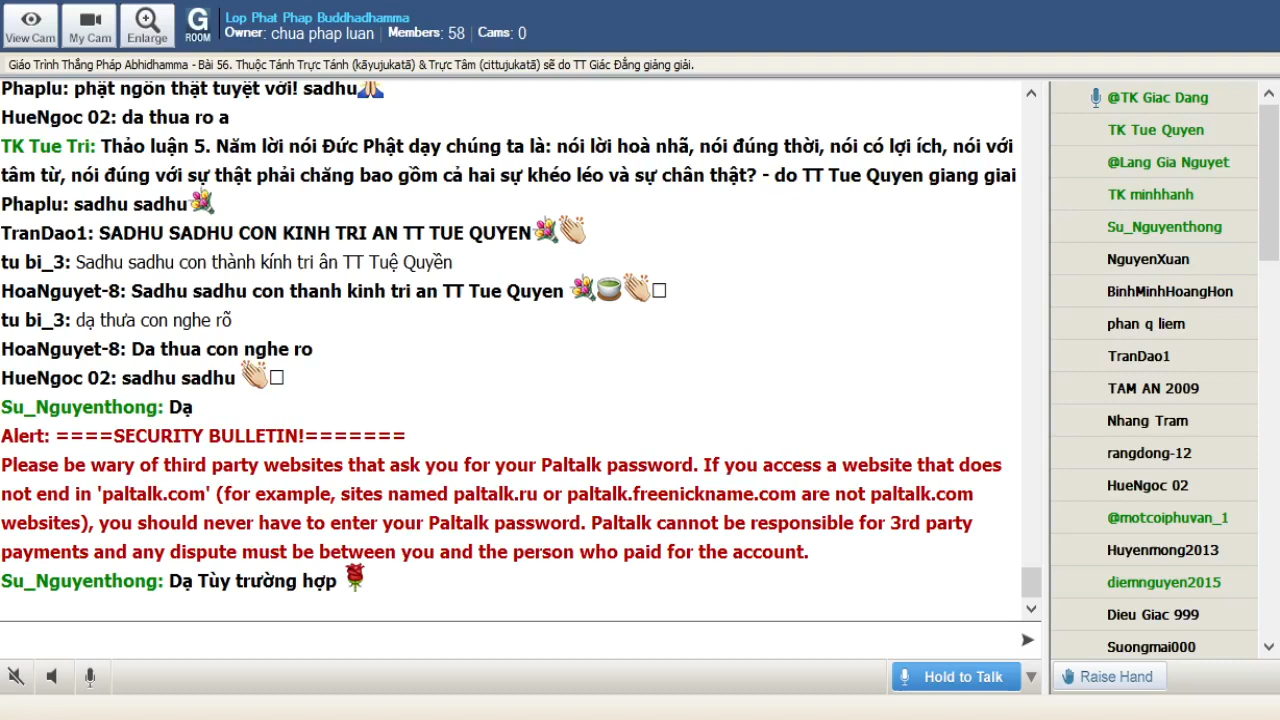 View Cam
My Cam
Enlarge
G
ROOM
Lop Phat Phap Buddhadhamma
Owner: chua phap luan Members: 58 Cams: 0
Giáo Trình Thắng Pháp Abhidhamma - Bài 56. Thuộc Tánh Trực Tánh (kāyujukatā) & Trực Tâm (cittujukatā) sẽ do TT Giác Đẳng giảng giải.
Phaplu: phật ngôn thật tuyệt vời! sadhu
HueNgoc 02: da thua ro a
TK Tue Tri: Thảo luận 5. Năm lời nói Đức Phật dạy chúng ta là: nói lời hoà nhã, nói đúng thời, nói có lợi ích, nói với
tâm từ, nói đúng với sự thật phải chăng bao gồm cả hai sự khéo léo và sự chân thật? - do TT Tue Quyen giang giai
Phaplu: sadhu sadhu
TranDao1: SADHU SADHU CON KINH TRI AN TT TUE QUYEN
tu bi_3: Sadhu sadhu con thành kính tri ân TT Tuệ Quyền
HoaNguyet-8: Sadhu sadhu con thanh kinh tri an TT Tue Quyen
tu bi_3: dạ thưa con nghe rõ
HoaNguyet-8: Da thua con nghe ro
HueNgoc 02: sadhu sadhu
Su_Nguyenthong: Dạ
Alert: ====SECURITY BULLETIN!=======
Please be wary of third party websites that ask you for your Paltalk password. If you access a website that does
not end in 'paltalk.com' (for example, sites named paltalk.ru or paltalk.freenickname.com are not paltalk.com
websites), you should never have to enter your Paltalk password. Paltalk cannot be responsible for 3rd party
payments and any dispute must be between you and the person who paid for the account.
Su_Nguyenthong: Dạ Tùy trường hợp
Hold to Talk
@TK Giac Dang
TK Tue Quyen
@Lang Gia Nguyet
TK minhhanh
Su_Nguyenthong
NguyenXuan
BinhMinhHoangHon
phan q liem
TranDao1
TAM AN 2009
Nhang Tram
rangdong-12
HueNgoc 02
@motcoiphuvan_1
Huyenmong2013
diemnguyen2015
Dieu Giac 999
Suongmai000
Raise Hand